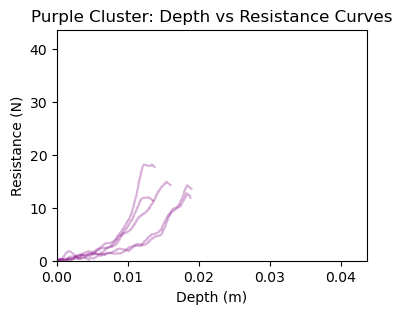 Purple Cluster: Depth vs Resistance Curves
40
30
20
10
0
Resistance (N)
0.00 0.01 0.02 0.03 0.04
Depth (m)